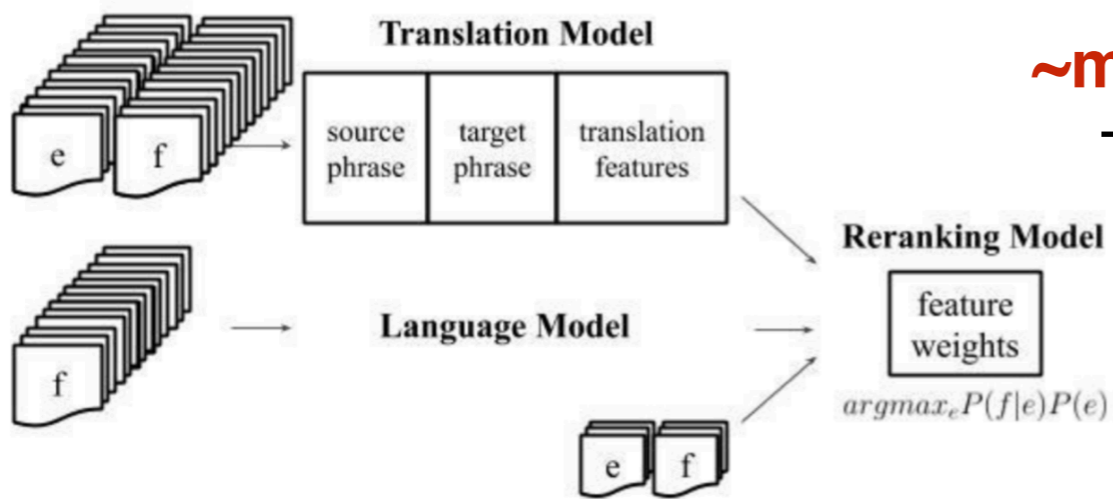 Translation Model
~m
e
f
source
phrase
target
phrase
translation
features
Reranking Model
feature
weights
argmax_e P(f|e)P(e)
Language Model
f
e
f